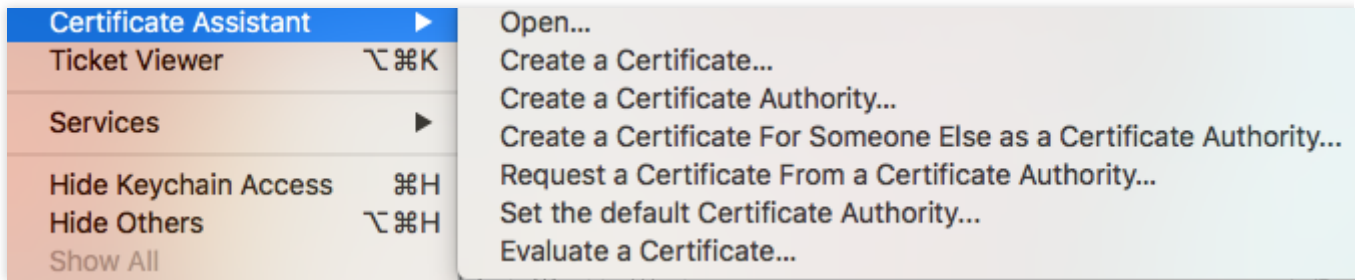 Certificate Assistant ▶
Ticket Viewer ⌥⌘K
Services ▶
Hide Keychain Access ⌘H
Hide Others ⌥⌘H
Show All
Open...
Create a Certificate...
Create a Certificate Authority...
Create a Certificate For Someone Else as a Certificate Authority...
Request a Certificate From a Certificate Authority...
Set the default Certificate Authority...
Evaluate a Certificate...